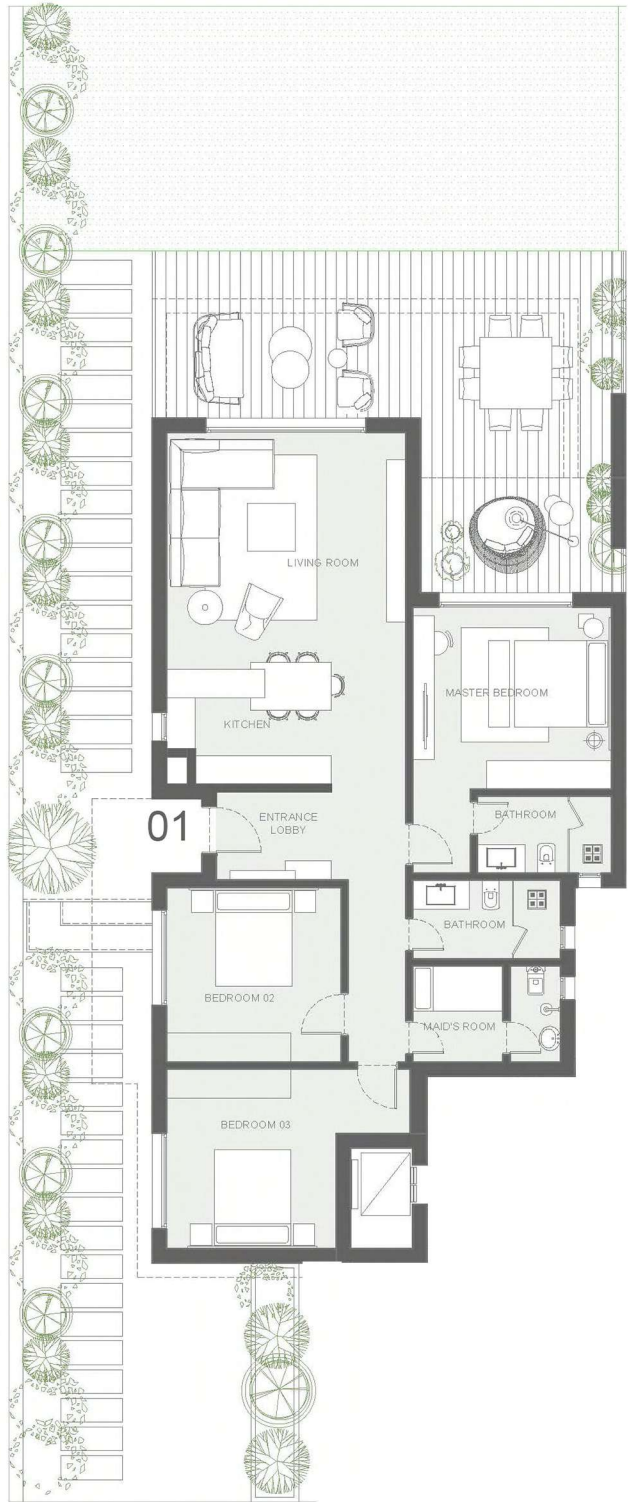 LIVING ROOM
MASTER BEDROOM
KITCHEN
01
ENTRANCE
LOBBY
BATHROOM
BATHROOM
BEDROOM 02
MAID'S ROOM
BEDROOM 03